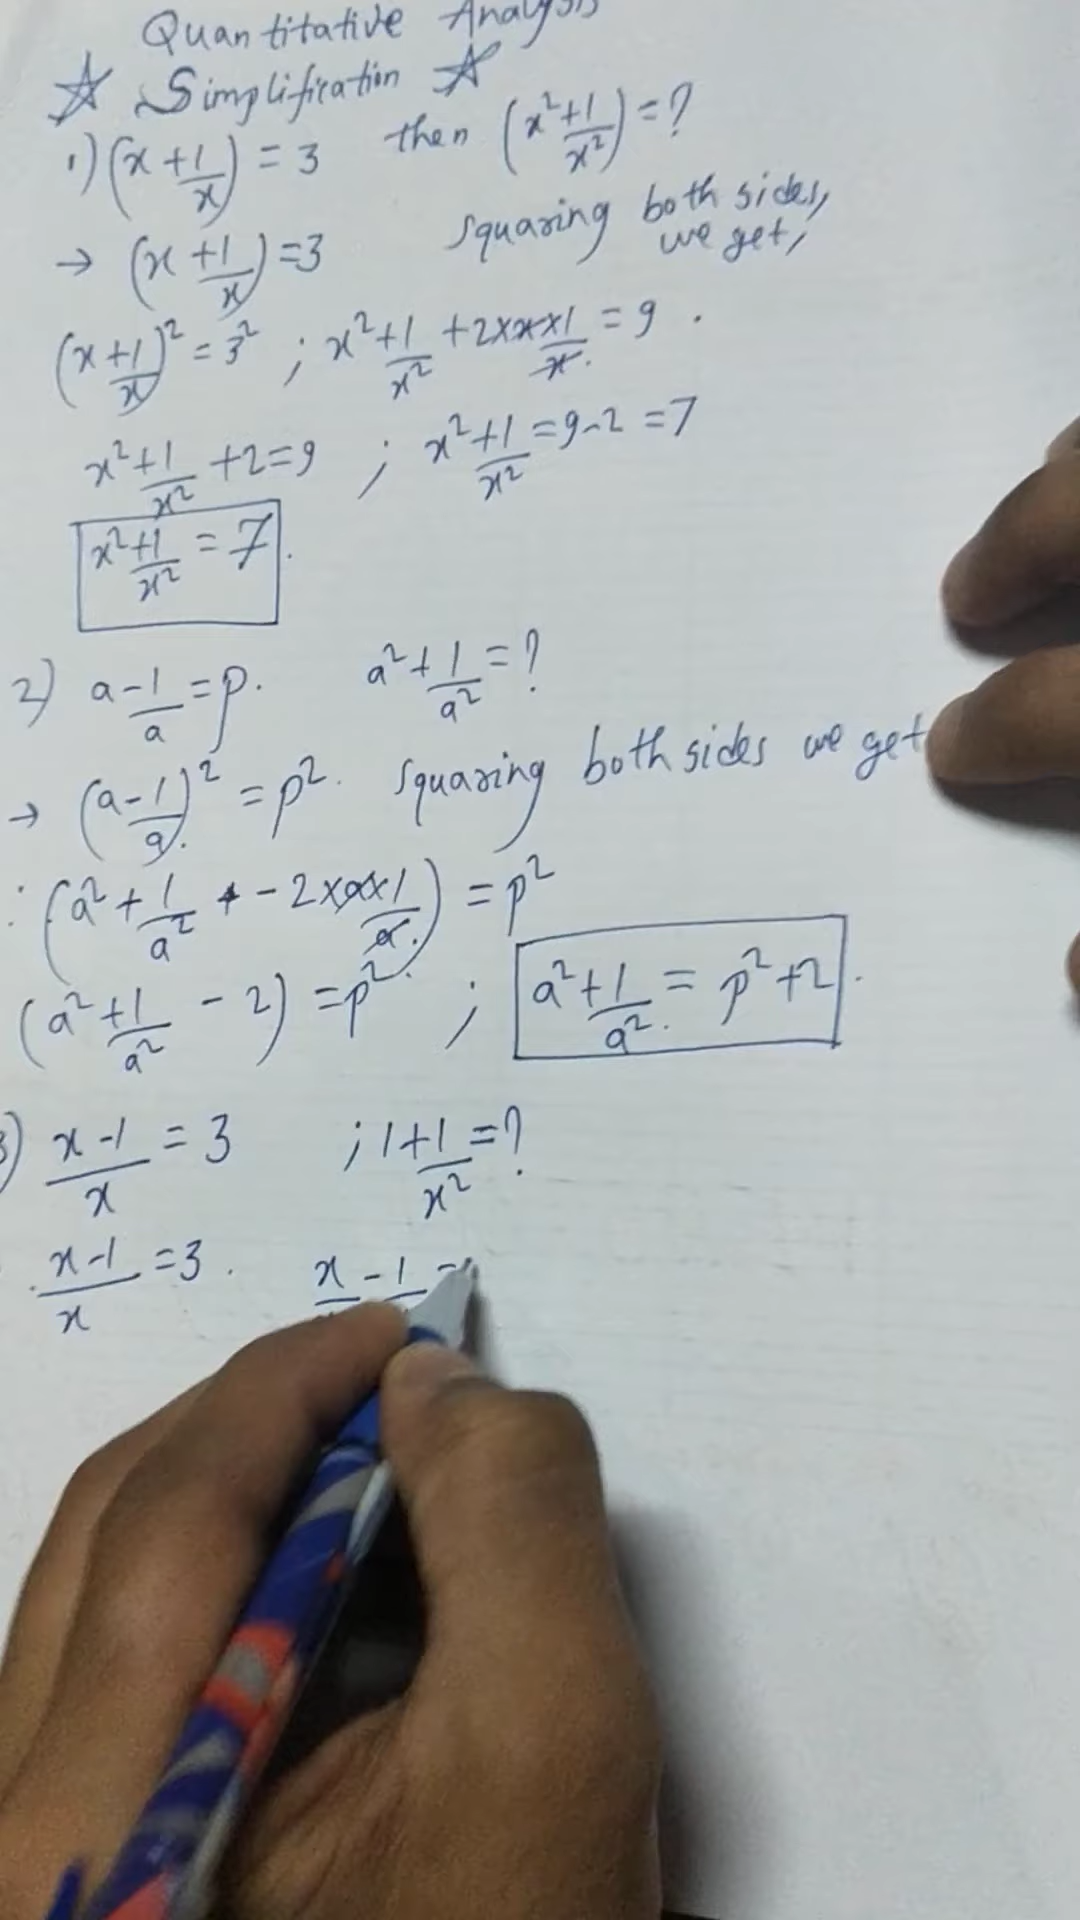 Quantitative Analysis
☆ Simplification ☆
1) (x + 1/x) = 3 then (x² + 1/x²) = ?
→ (x + 1/x) = 3 squaring both sides, we get,
(x + 1/x)² = 3² ; x² + 1/x² + 2 × x × 1/x = 9 .
x² + 1/x² + 2 = 9 ; x² + 1/x² = 9 - 2 = 7
x² + 1/x² = 7 .
2) a - 1/a = p. a² + 1/a² = ?
→ (a - 1/a)² = p². squaring both sides we get
∴ (a² + 1/a² - 2 × a × 1/a.) = p²
(a² + 1/a² - 2) = p² . ; a² + 1/a². = p² + 2 .
3) x - 1/x = 3 ; 1 + 1/x² = ?
x - 1/x = 3 . x - 1 =